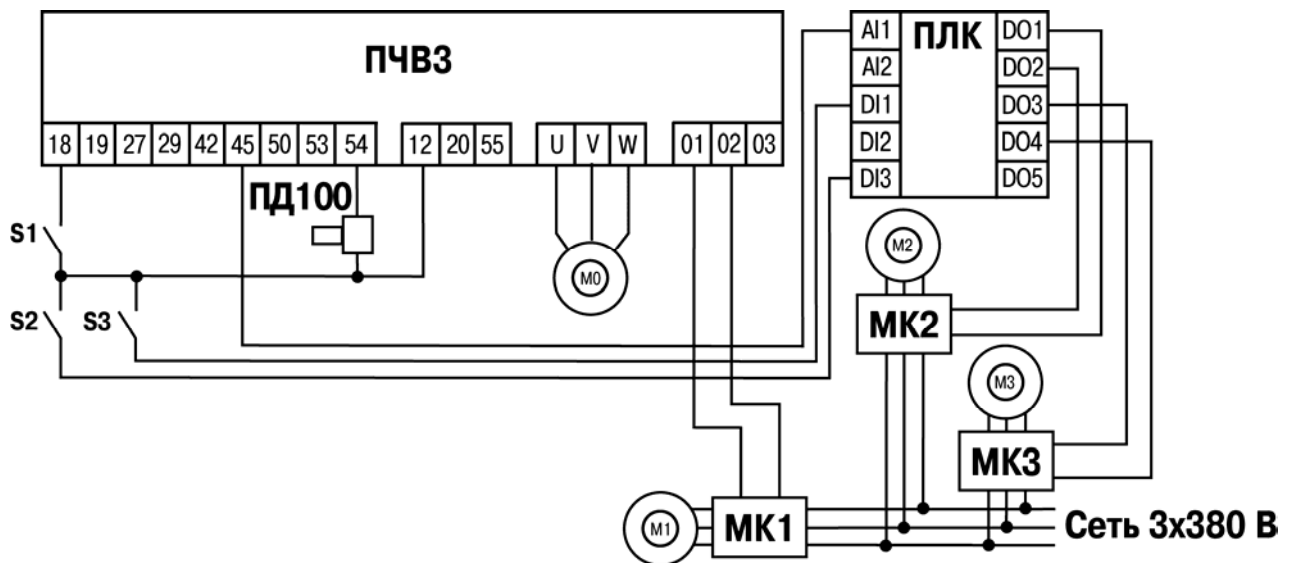 ПЧВ3
18 19 27 29 42 45 50 53 54
12 20 55
U V W
01 02 03
ПЛК
AI1
AI2
DI1
DI2
DI3
DO1
DO2
DO3
DO4
DO5
ПД100
S1
S2
S3
M0
M2
МК2
M3
МК3
M1
МК1
Сеть 3x380 В